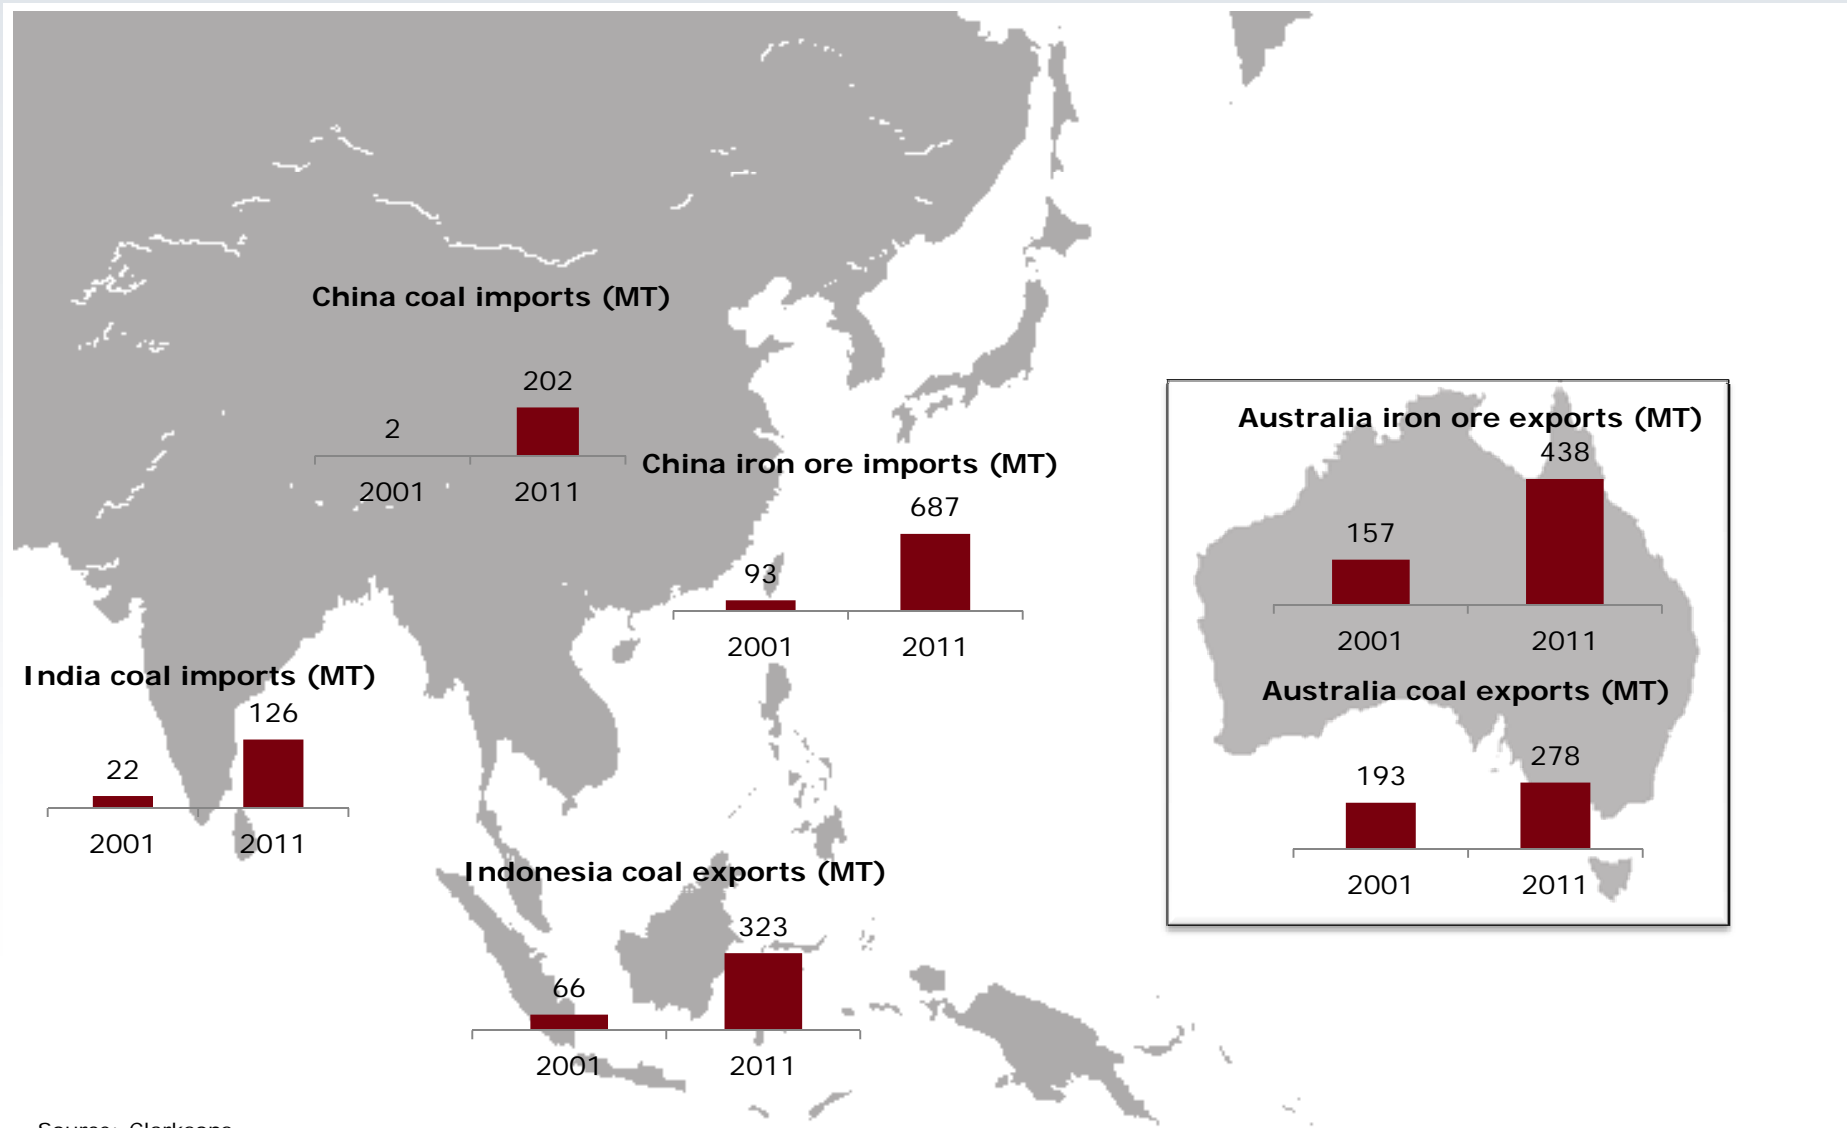 China coal imports (MT)
202
2
2001 2011
China iron ore imports (MT)
687
93
2001 2011
India coal imports (MT)
126
22
2001 2011
Indonesia coal exports (MT)
323
66
2001 2011
Australia iron ore exports (MT)
438
157
2001 2011
Australia coal exports (MT)
278
193
2001 2011
Source: Clarksons